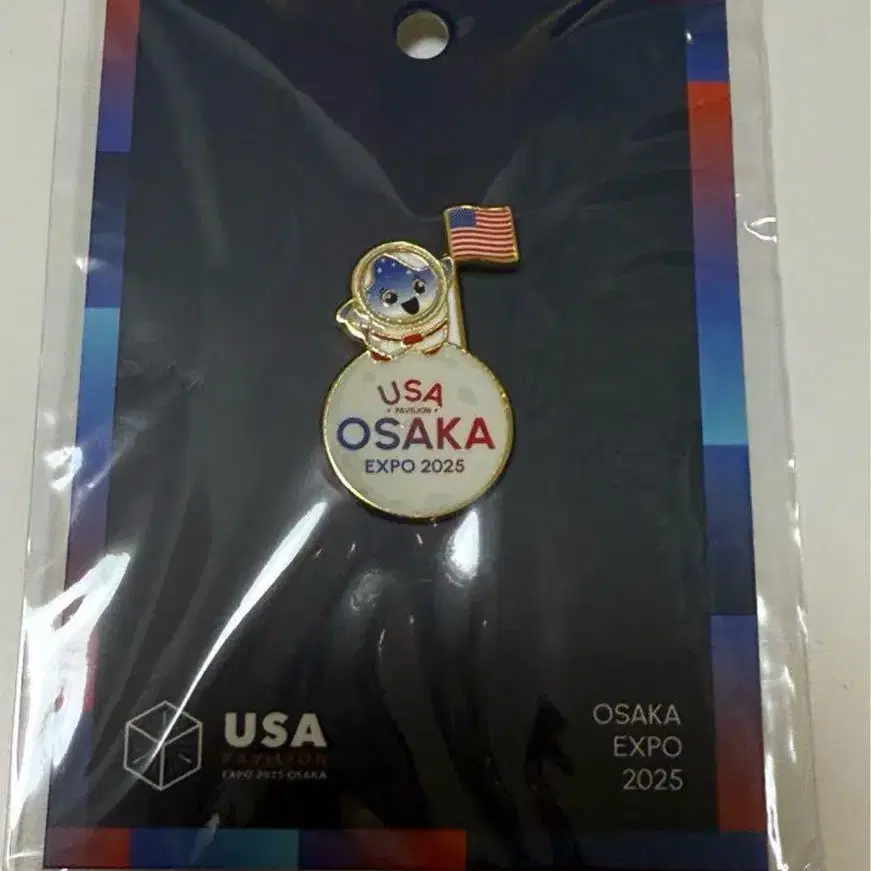 USA
• PAVILION •
OSAKA
EXPO 2025
USA
PAVILION
EXPO 2025 OSAKA
OSAKA
EXPO
2025